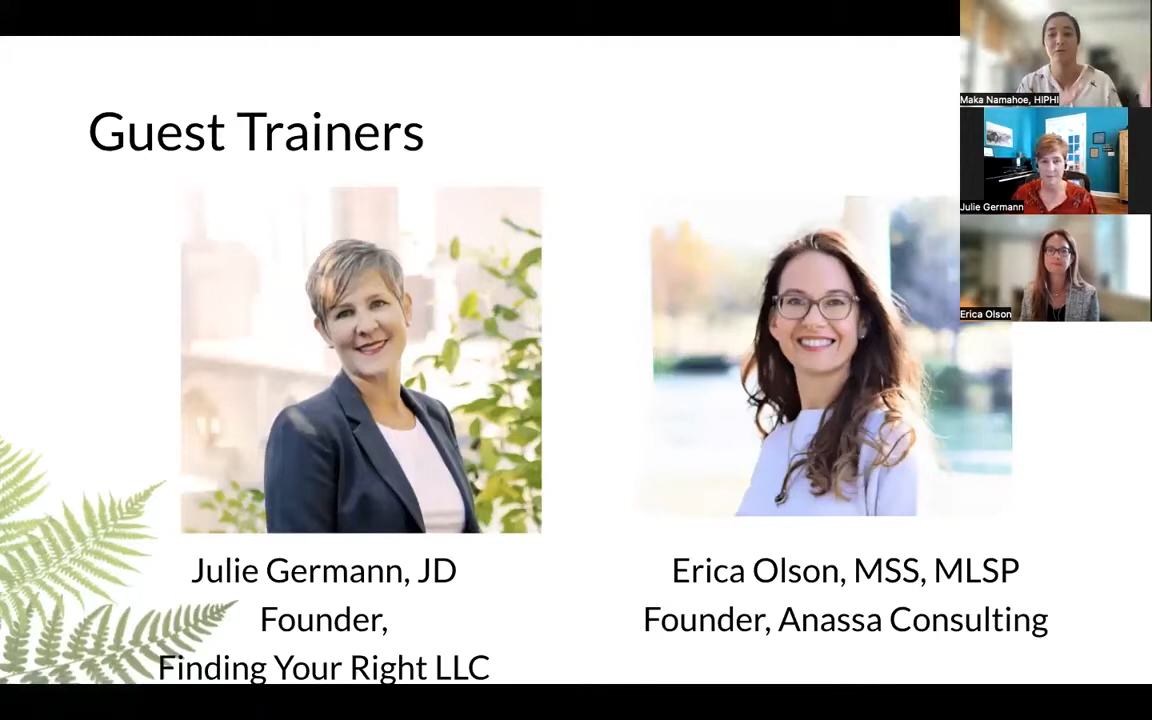 Guest Trainers
Maka Namahoe, HIPHI
Julie Germann
Erica Olson
Julie Germann, JD
Founder,
Finding Your Right LLC
Erica Olson, MSS, MLSP
Founder, Anassa Consulting